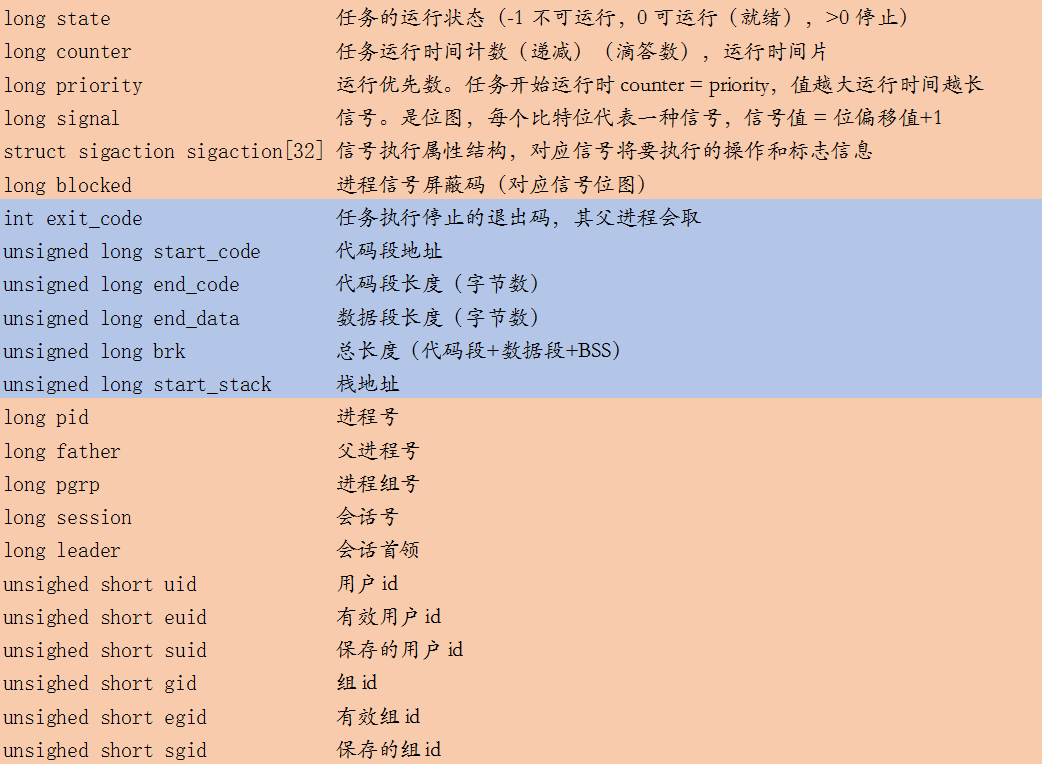 long state 任务的运行状态（-1 不可运行，0 可运行（就绪），>0 停止）
long counter 任务运行时间计数（递减）（滴答数），运行时间片
long priority 运行优先数。任务开始运行时 counter = priority，值越大运行时间越长
long signal 信号。是位图，每个比特位代表一种信号，信号值 = 位偏移值+1
struct sigaction sigaction[32] 信号执行属性结构，对应信号将要执行的操作和标志信息
long blocked 进程信号屏蔽码（对应信号位图）
int exit_code 任务执行停止的退出码，其父进程会取
unsigned long start_code 代码段地址
unsigned long end_code 代码段长度（字节数）
unsigned long end_data 数据段长度（字节数）
unsigned long brk 总长度（代码段+数据段+BSS）
unsigned long start_stack 栈地址
long pid 进程号
long father 父进程号
long pgrp 进程组号
long session 会话号
long leader 会话首领
unsighed short uid 用户 id
unsighed short euid 有效用户 id
unsighed short suid 保存的用户 id
unsighed short gid 组 id
unsighed short egid 有效组 id
unsighed short sgid 保存的组 id